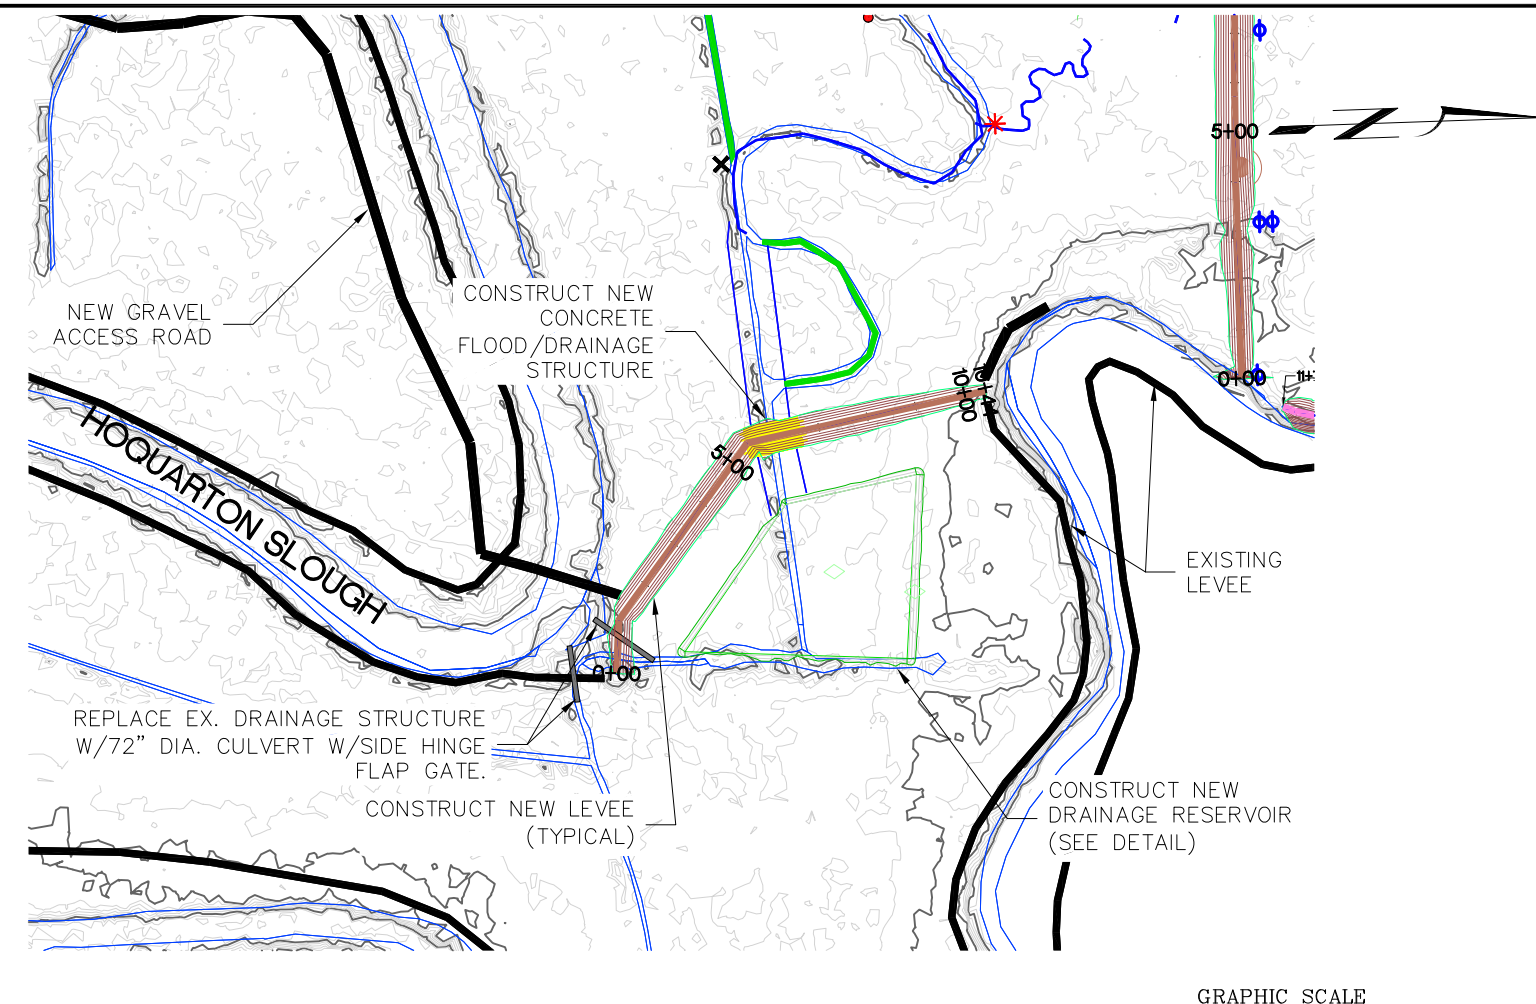 5+00
NEW GRAVEL
ACCESS ROAD
CONSTRUCT NEW
CONCRETE
FLOOD/DRAINAGE
STRUCTURE
10+00
10+41
0+00
5+00
HOQUARTON SLOUGH
EXISTING
LEVEE
0+00
REPLACE EX. DRAINAGE STRUCTURE
W/72" DIA. CULVERT W/SIDE HINGE
FLAP GATE.
CONSTRUCT NEW LEVEE
(TYPICAL)
CONSTRUCT NEW
DRAINAGE RESERVOIR
(SEE DETAIL)
GRAPHIC SCALE